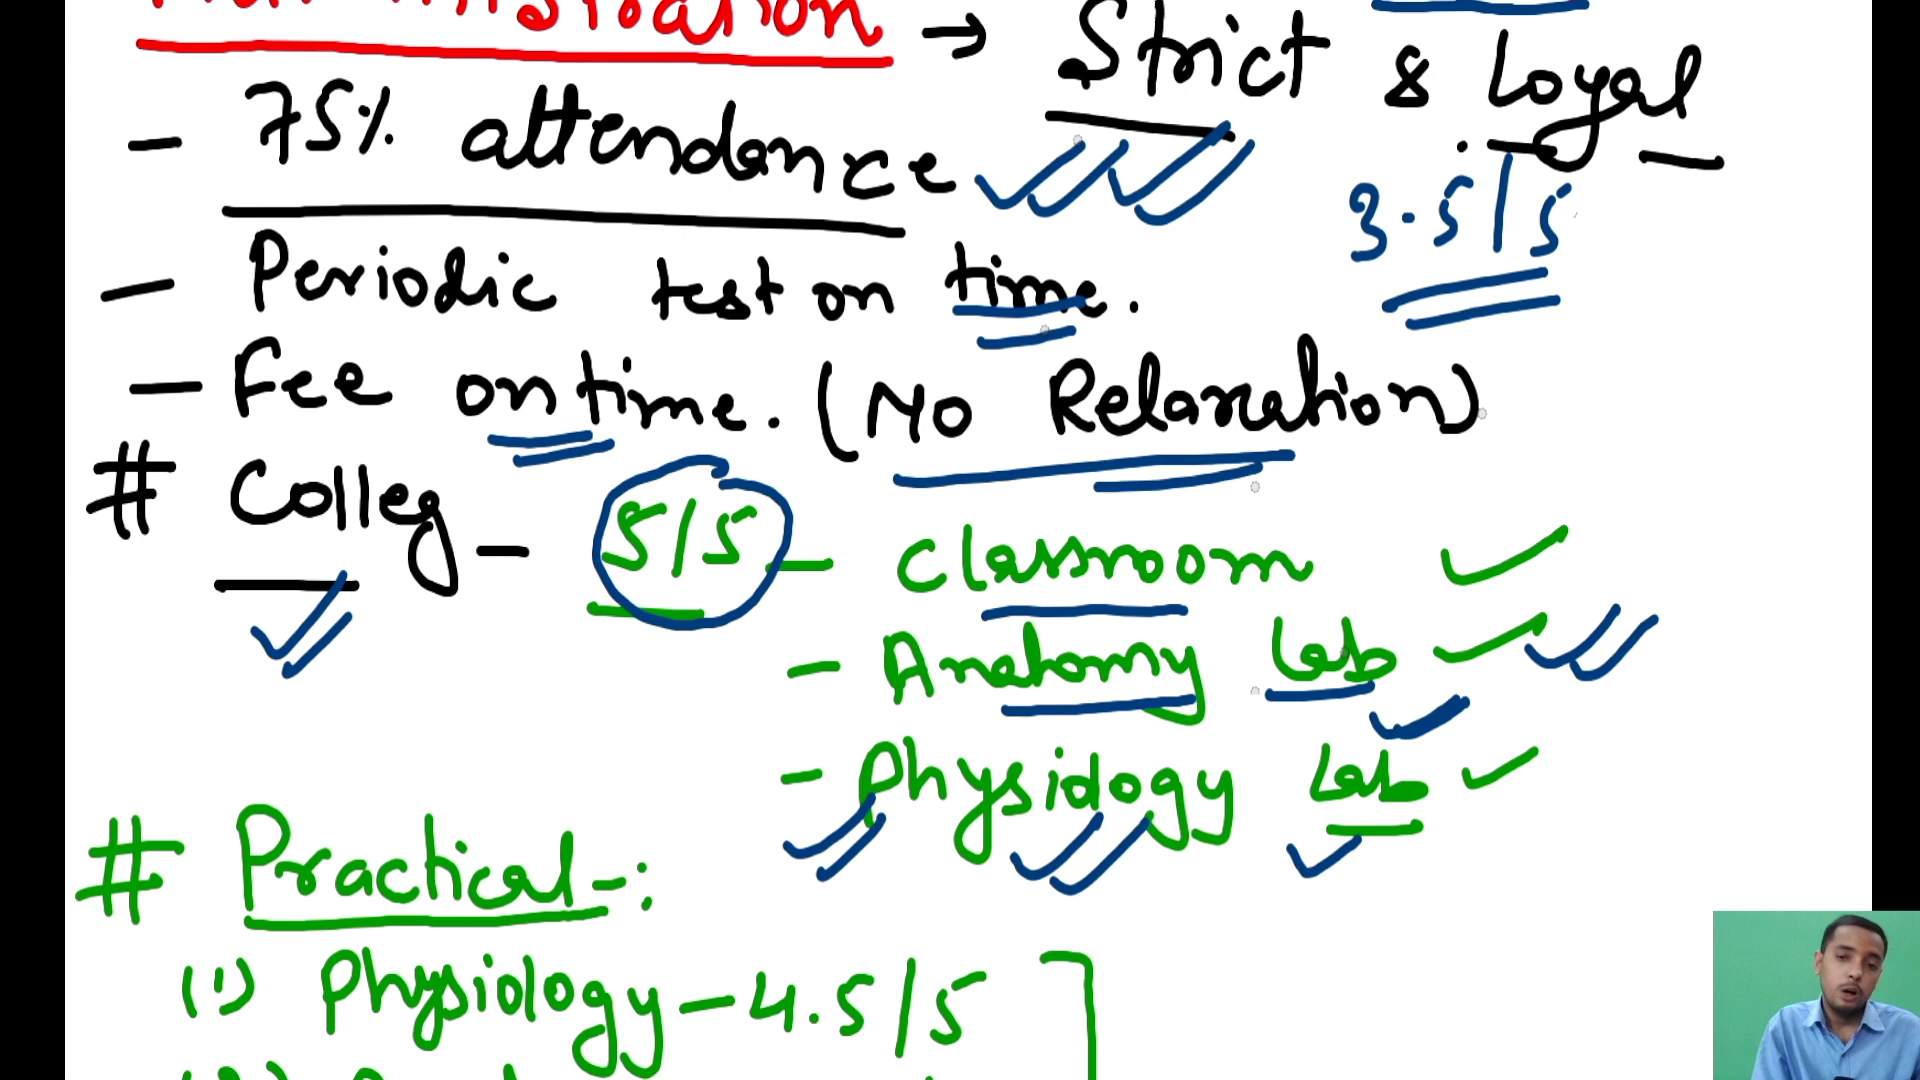 → Strict & Loyal
- 75% attendance
3.5/5
- Periodic test on time.
- Fee on time. (No Relaxation)
# Colleg - 5/5 - Classroom ✓
- Anatomy Lab ✓
- Physiology Lab ✓
# Practical -:
(1) Physiology - 4.5/5